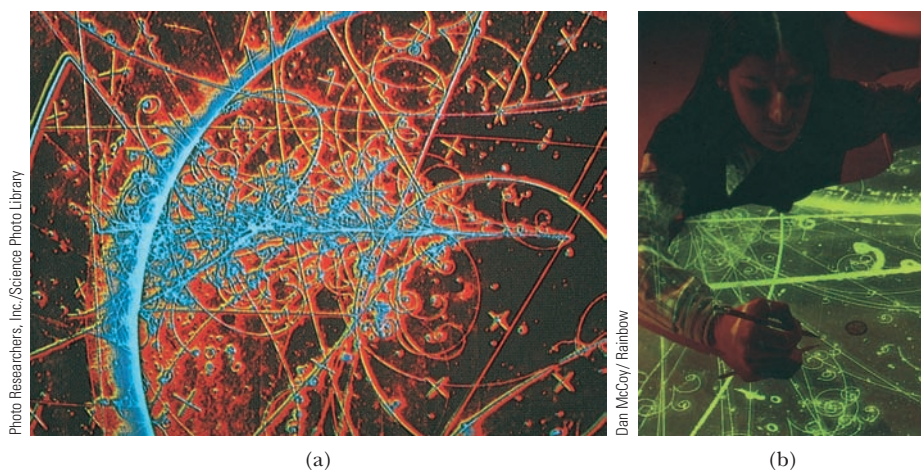 Photo Researchers, Inc./Science Photo Library
Dan McCoy/ Rainbow
(a)
(b)